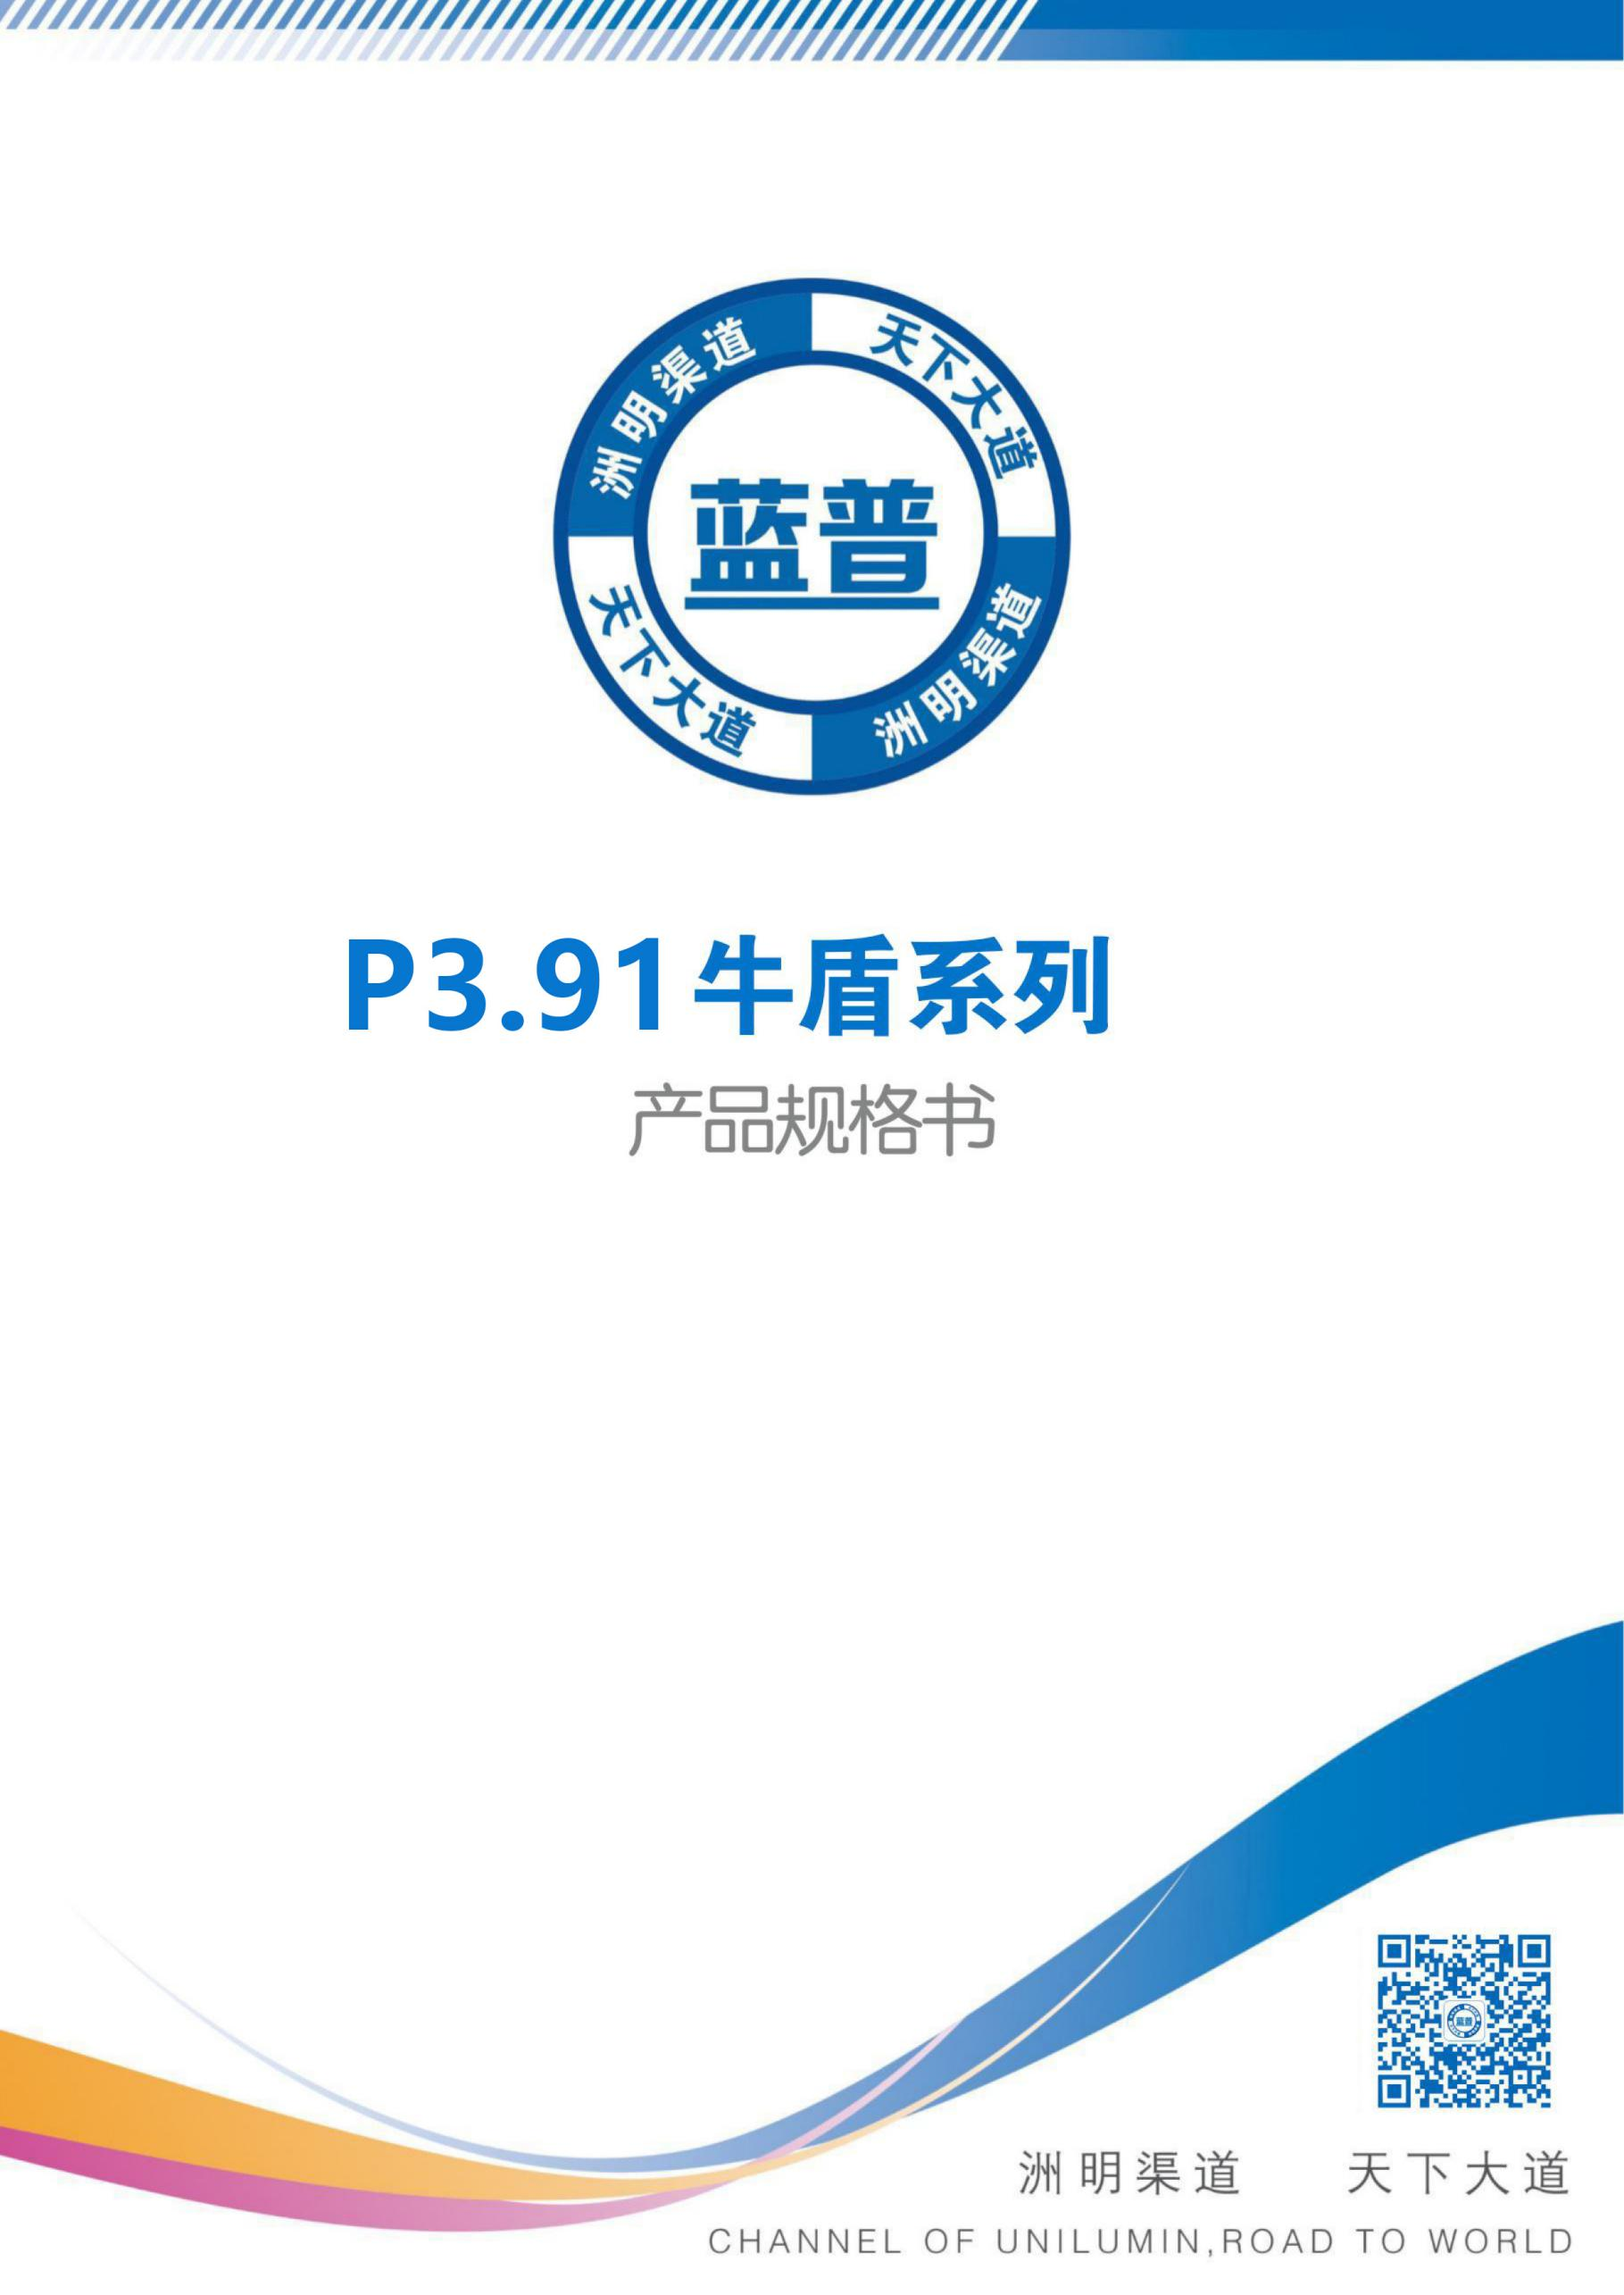 洲明渠道
天下大道
蓝普
天下大道
洲明渠道
P3.91牛盾系列
产品规格书
蓝普
洲明渠道 天下大道
CHANNEL OF UNILUMIN,ROAD TO WORLD